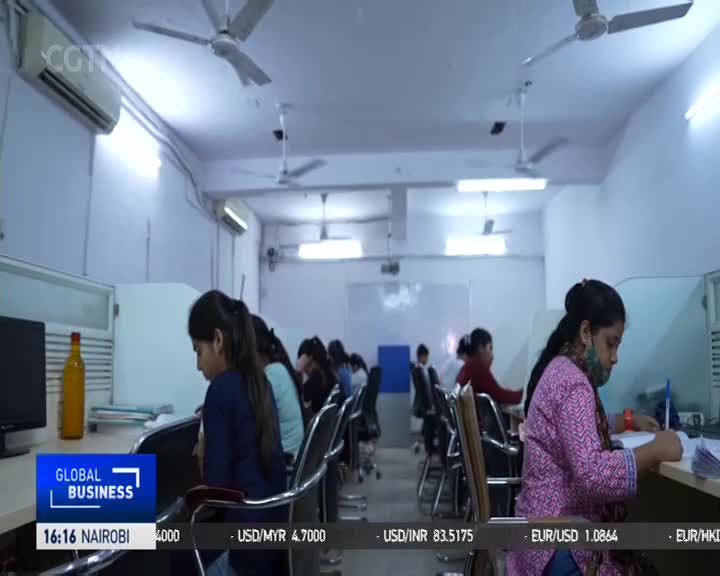 CGTN
GLOBAL
BUSINESS
16:16 NAIROBI 4000 · USD/MYR 4.7000 · USD/INR 83.5175 · EUR/USD 1.0864 · EUR/HKD